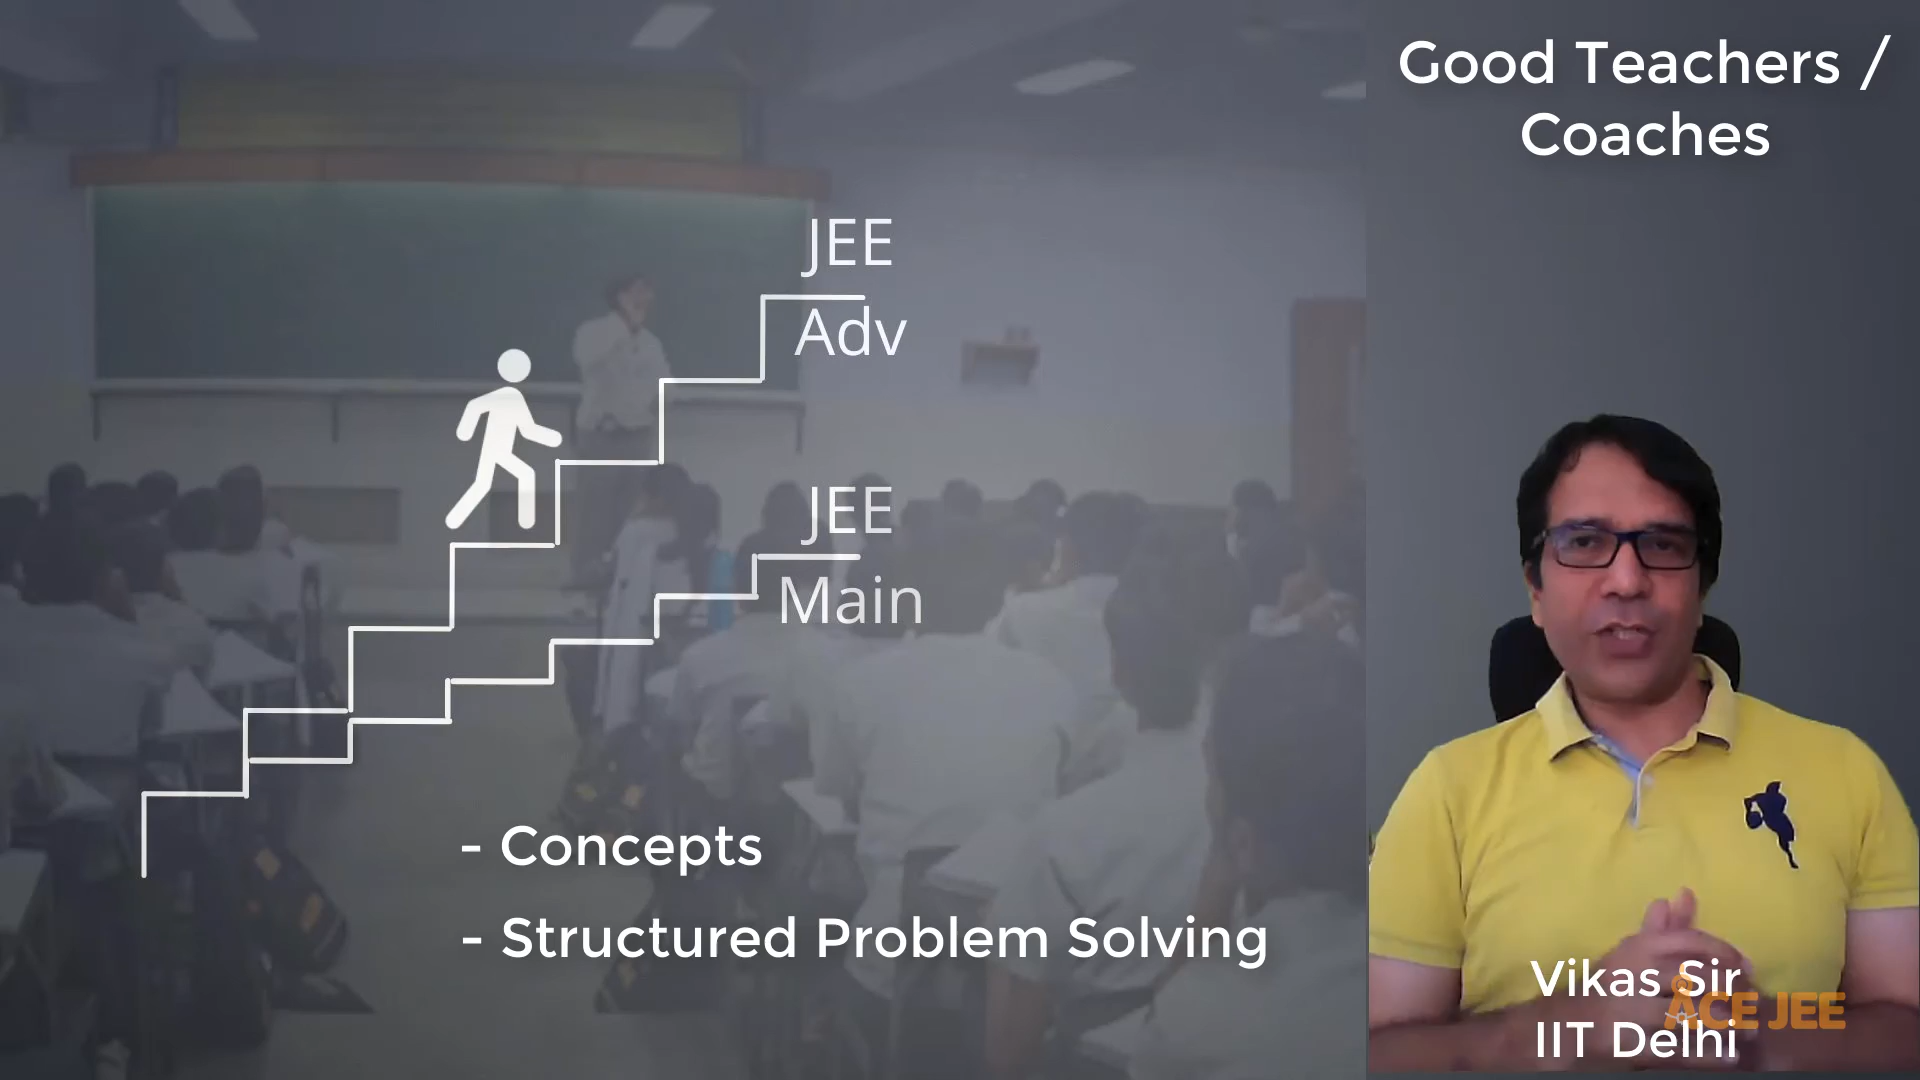 Good Teachers /
Coaches
JEE
Adv
JEE
Main
- Concepts
- Structured Problem Solving
Vikas Sir
IIT Delhi
ACE JEE